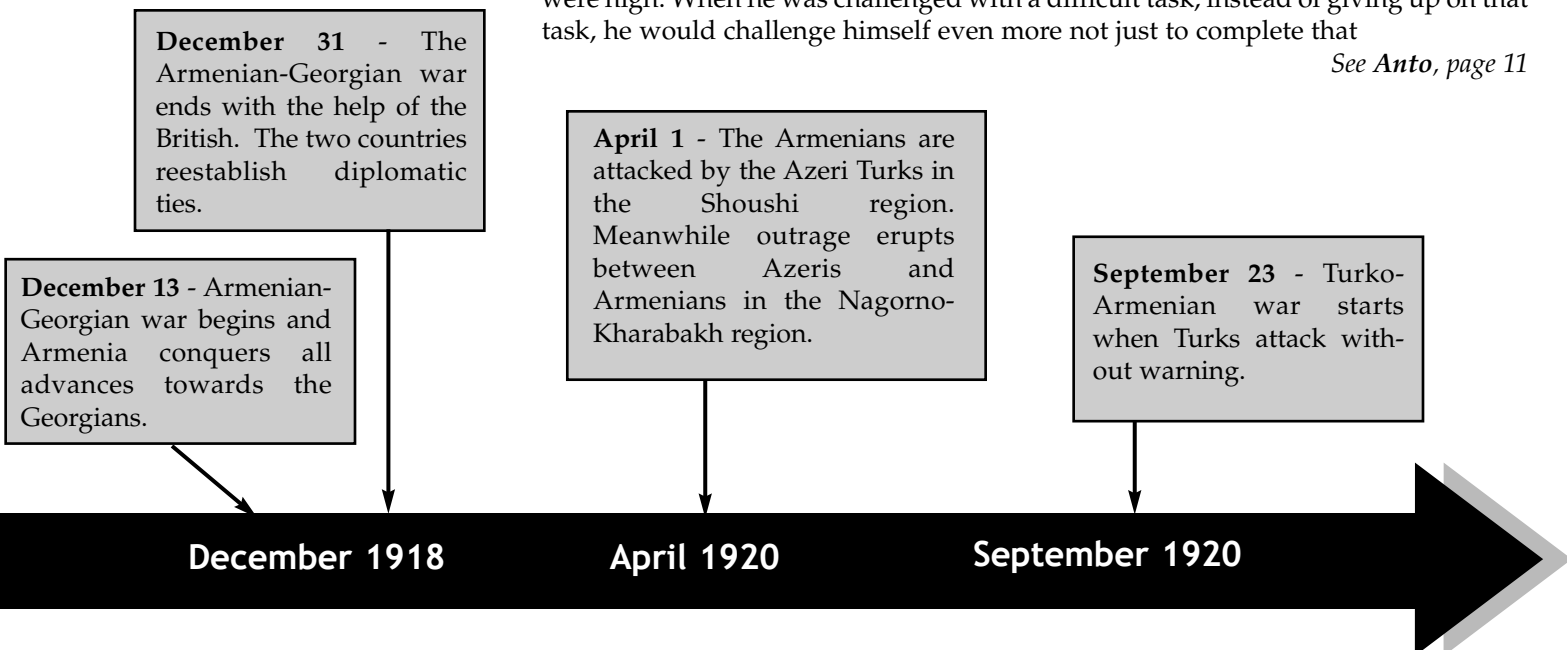 were high. When he was challenged with a difficult task, instead of giving up on that
task, he would challenge himself even more not just to complete that
See Anto, page 11
December 31 - The
Armenian-Georgian war
ends with the help of the
British. The two countries
reestablish diplomatic
ties.
December 13 - Armenian-
Georgian war begins and
Armenia conquers all
advances towards the
Georgians.
April 1 - The Armenians are
attacked by the Azeri Turks in
the Shoushi region.
Meanwhile outrage erupts
between Azeris and
Armenians in the Nagorno-
Kharabakh region.
September 23 - Turko-
Armenian war starts
when Turks attack with-
out warning.
December 1918
April 1920
September 1920